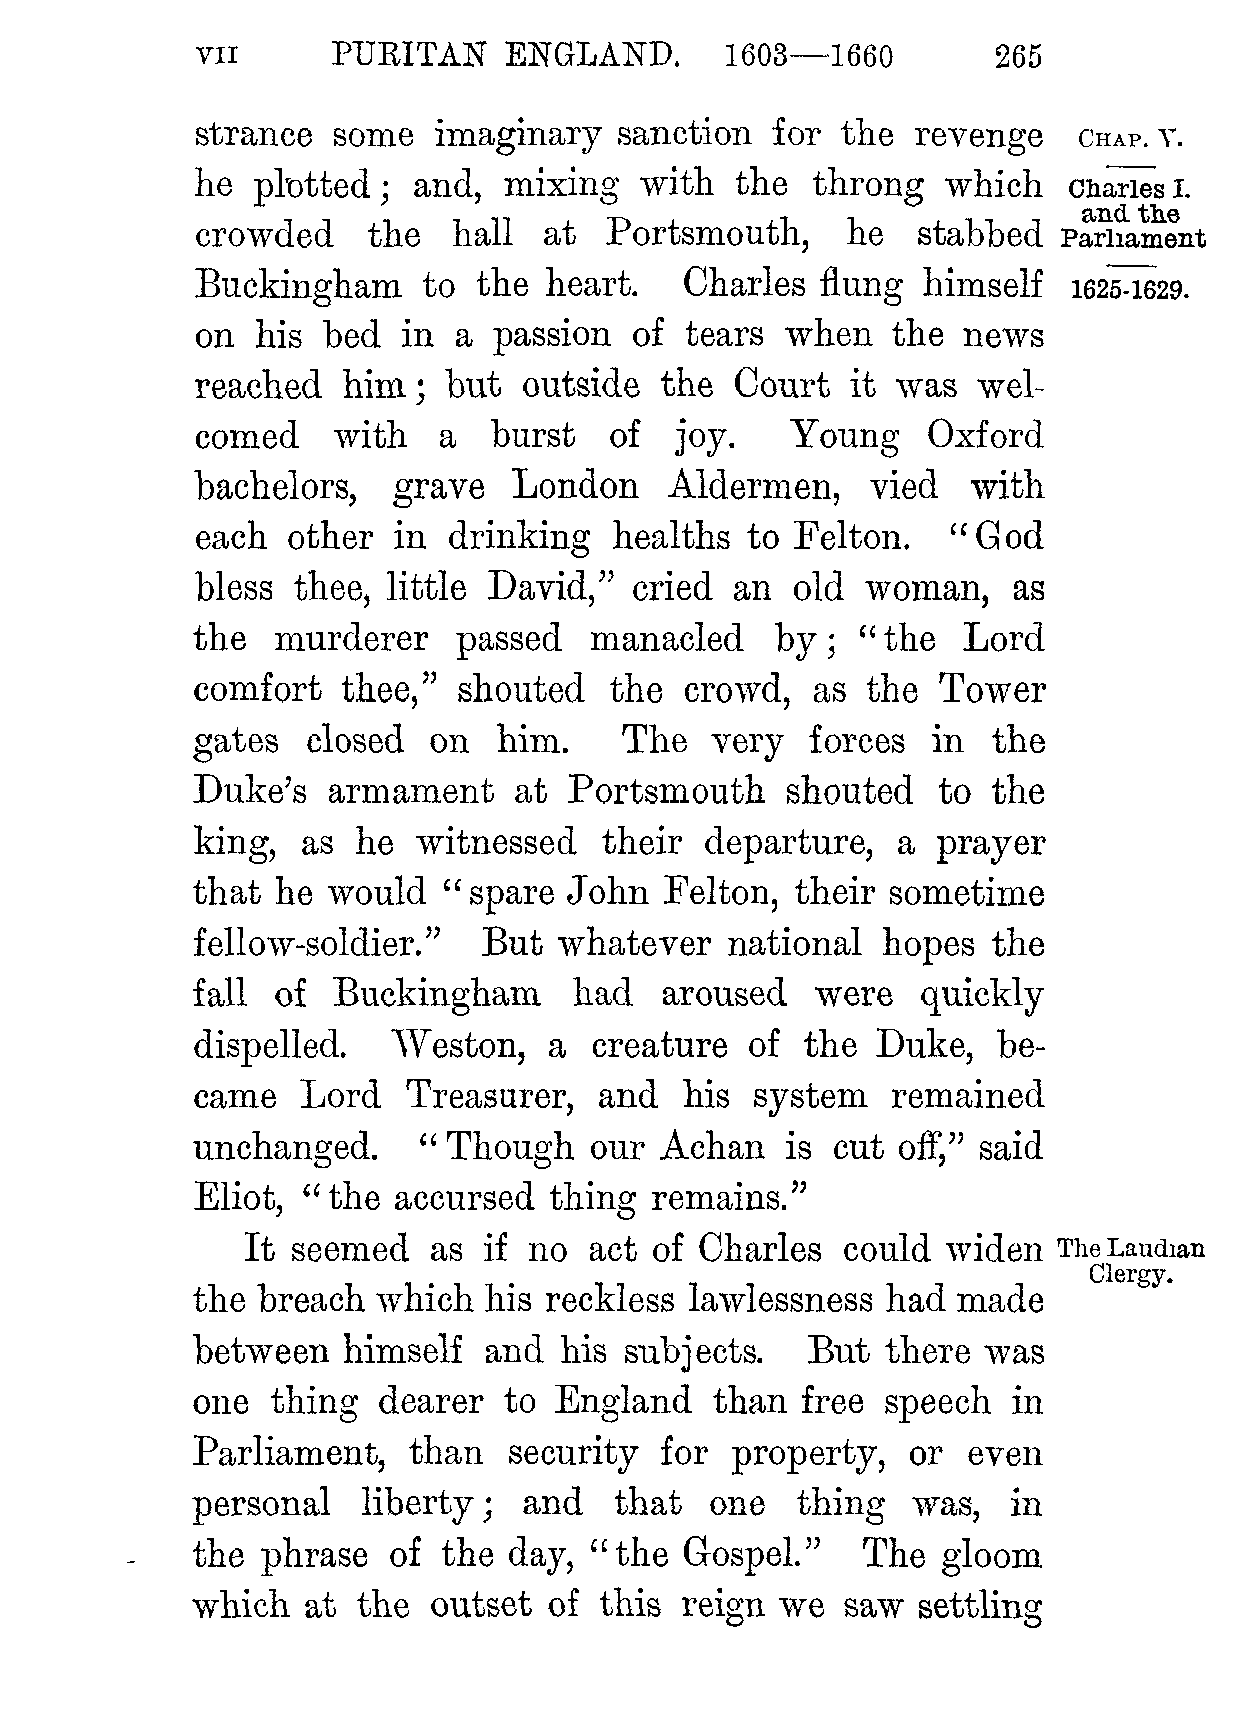 VII PURITAN ENGLAND. 1603—1660 265
strance some imaginary sanction for the revenge
he plotted; and, mixing with the throng which
crowded the hall at Portsmouth, he stabbed
Buckingham to the heart. Charles flung himself
on his bed in a passion of tears when the news
reached him; but outside the Court it was wel-
comed with a burst of joy. Young Oxford
bachelors, grave London Aldermen, vied with
each other in drinking healths to Felton. "God
bless thee, little David," cried an old woman, as
the murderer passed manacled by; "the Lord
comfort thee," shouted the crowd, as the Tower
gates closed on him. The very forces in the
Duke's armament at Portsmouth shouted to the
king, as he witnessed their departure, a prayer
that he would "spare John Felton, their sometime
fellow-soldier." But whatever national hopes the
fall of Buckingham had aroused were quickly
dispelled. Weston, a creature of the Duke, be-
came Lord Treasurer, and his system remained
unchanged. "Though our Achan is cut off," said
Eliot, "the accursed thing remains."
It seemed as if no act of Charles could widen
the breach which his reckless lawlessness had made
between himself and his subjects. But there was
one thing dearer to England than free speech in
Parliament, than security for property, or even
personal liberty; and that one thing was, in
the phrase of the day, "the Gospel." The gloom
which at the outset of this reign we saw settling
CHAP. V.
Charles I.
and the
Parliament
1625-1629.
The Laudian
Clergy.